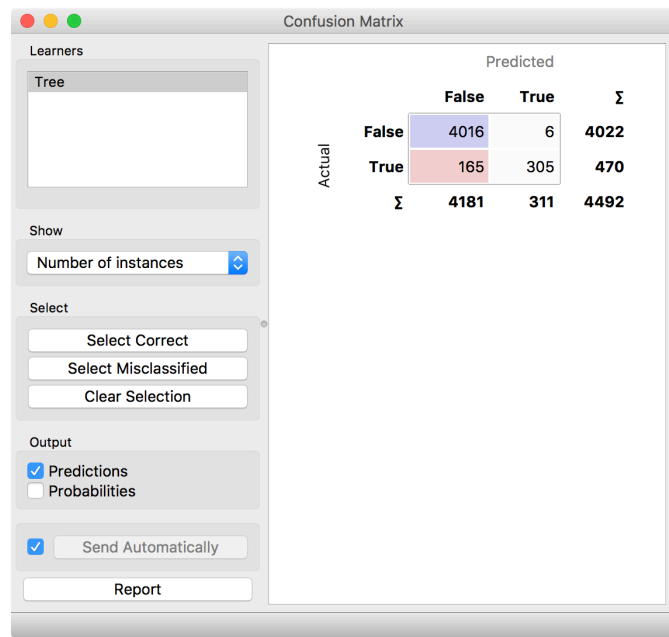 Confusion Matrix
Learners
Tree
Show
Number of instances
Select
Select Correct
Select Misclassified
Clear Selection
Output
Predictions
Probabilities
Send Automatically
Report
Predicted
False True Σ
Actual
False 4016 6 4022
True 165 305 470
Σ 4181 311 4492